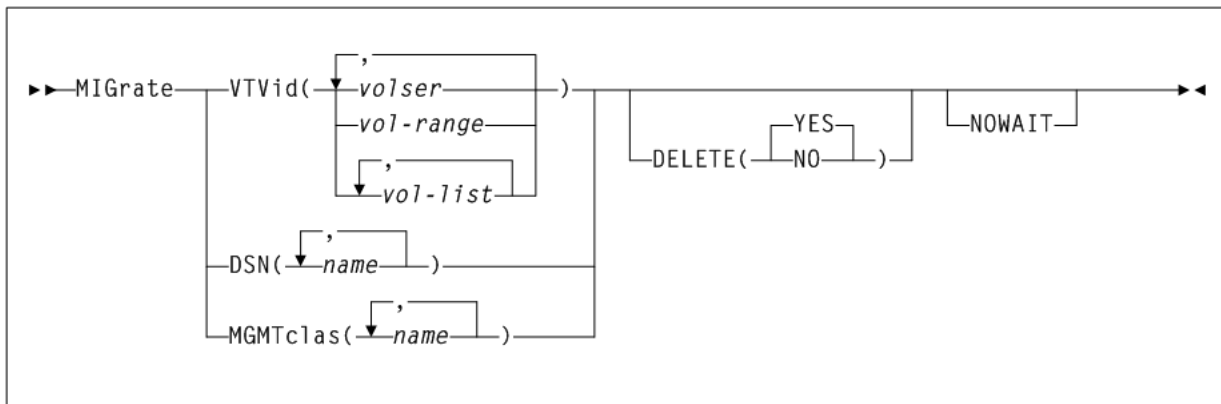 ,
MIGrate VTVid( volser )
vol-range
,
vol-list
YES
DELETE( NO )
NOWAIT
,
DSN( name )
,
MGMTclas( name )